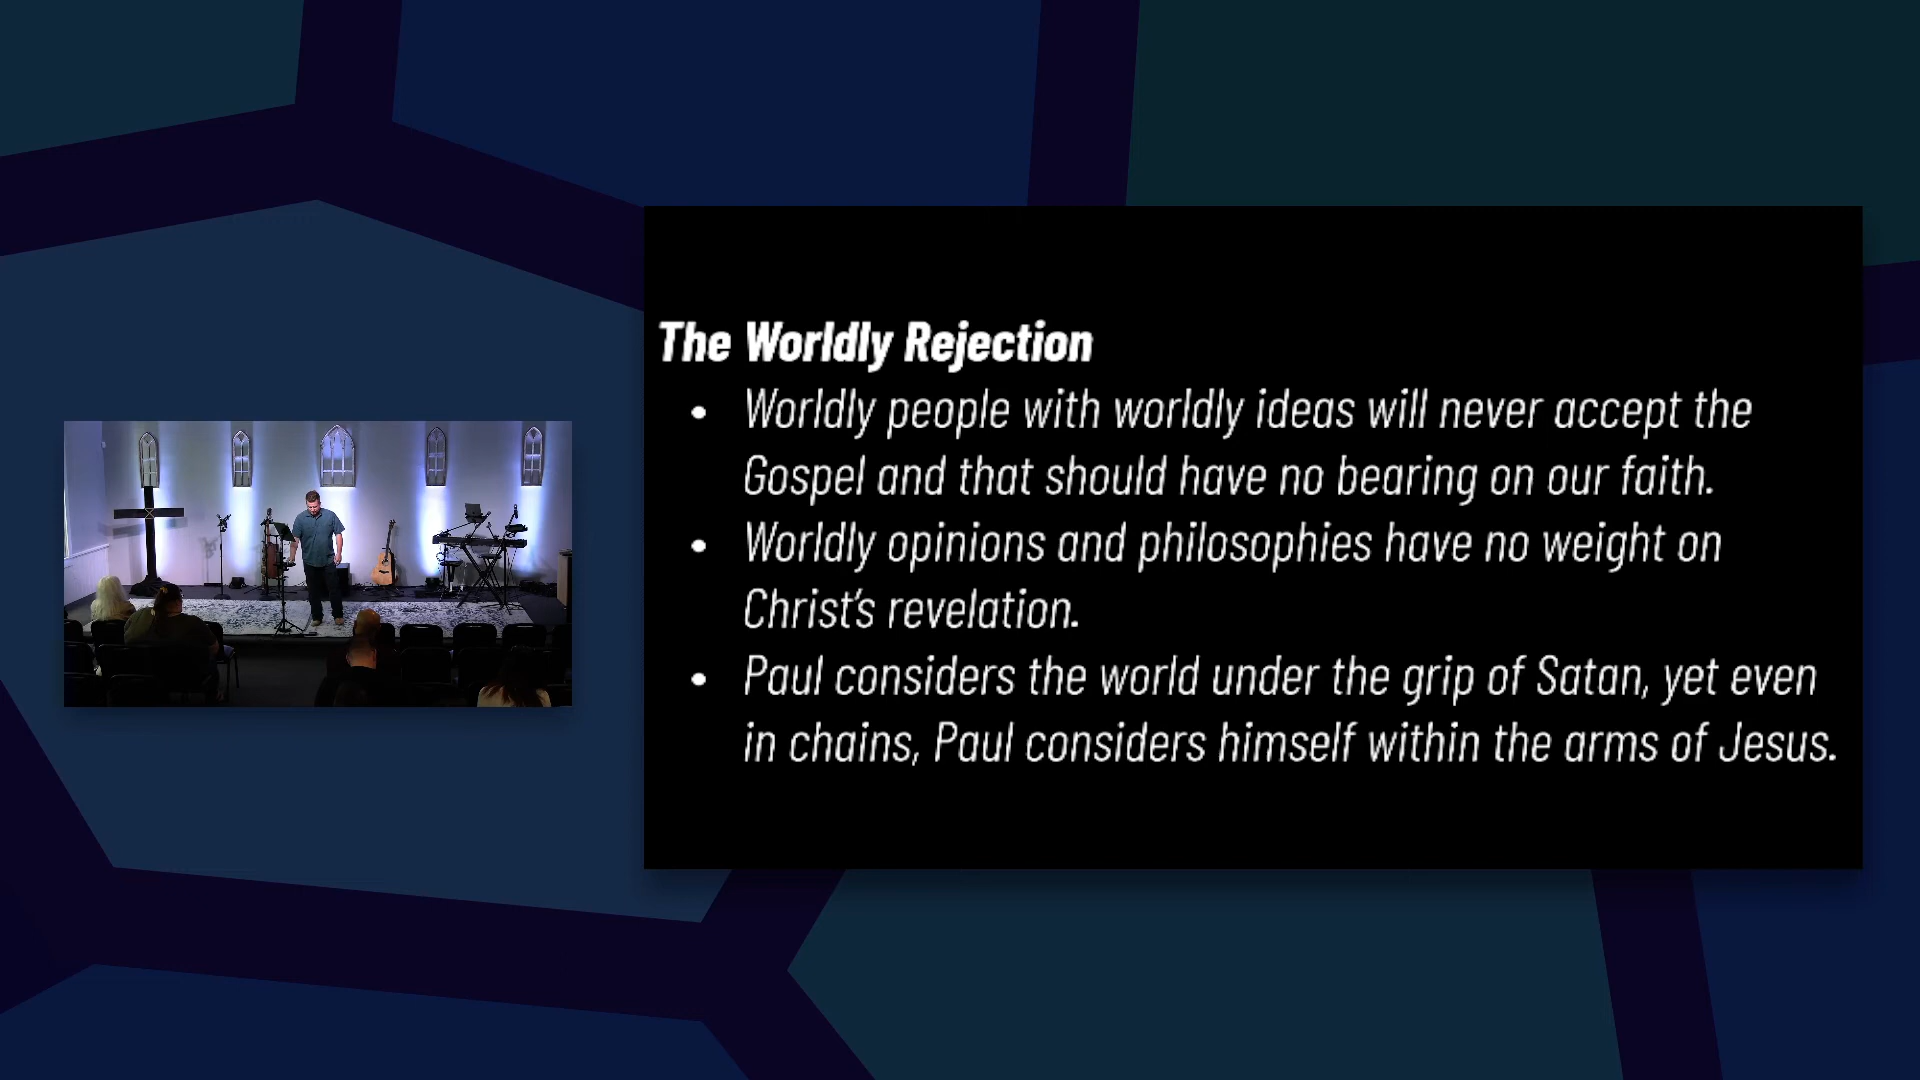 The Worldly Rejection
• Worldly people with worldly ideas will never accept the
Gospel and that should have no bearing on our faith.
• Worldly opinions and philosophies have no weight on
Christ’s revelation.
• Paul considers the world under the grip of Satan, yet even
in chains, Paul considers himself within the arms of Jesus.